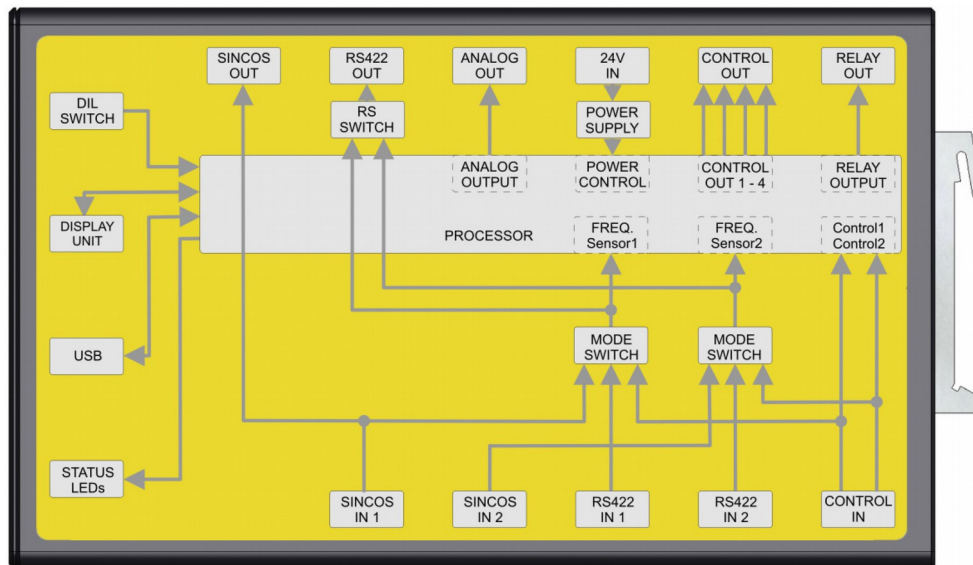 SINCOS
OUT
RS422
OUT
ANALOG
OUT
24V
IN
CONTROL
OUT
RELAY
OUT
DIL
SWITCH
RS
SWITCH
POWER
SUPPLY
ANALOG
OUTPUT
POWER
CONTROL
CONTROL
OUT 1 - 4
RELAY
OUTPUT
DISPLAY
UNIT
PROCESSOR
FREQ.
Sensor1
FREQ.
Sensor2
Control1
Control2
USB
MODE
SWITCH
MODE
SWITCH
STATUS
LEDs
SINCOS
IN 1
SINCOS
IN 2
RS422
IN 1
RS422
IN 2
CONTROL
IN